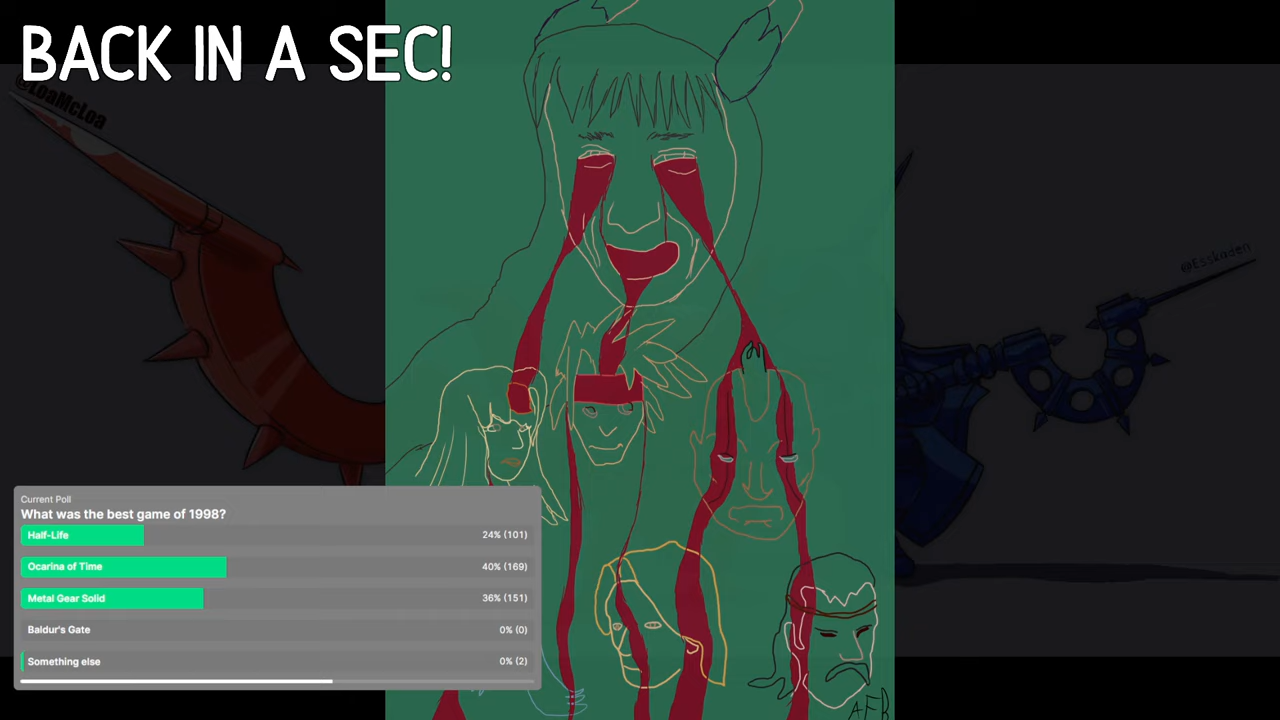 BACK IN A SEC!
@LoaMcLoa
@Esskaden
Current Poll
What was the best game of 1998?
Half-Life 24% (101)
Ocarina of Time 40% (169)
Metal Gear Solid 36% (151)
Baldur's Gate 0% (0)
Something else 0% (2)
AFB